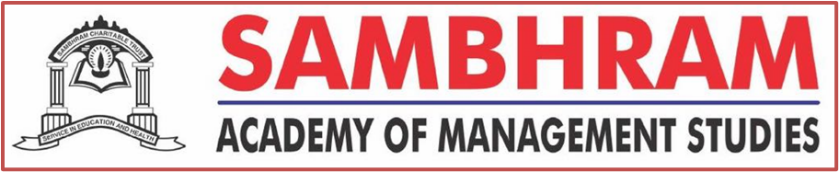 SAMBHRAM CHARITABLE TRUST
SERVICE IN EDUCATION AND HEALTH
SAMBHRAM
ACADEMY OF MANAGEMENT STUDIES